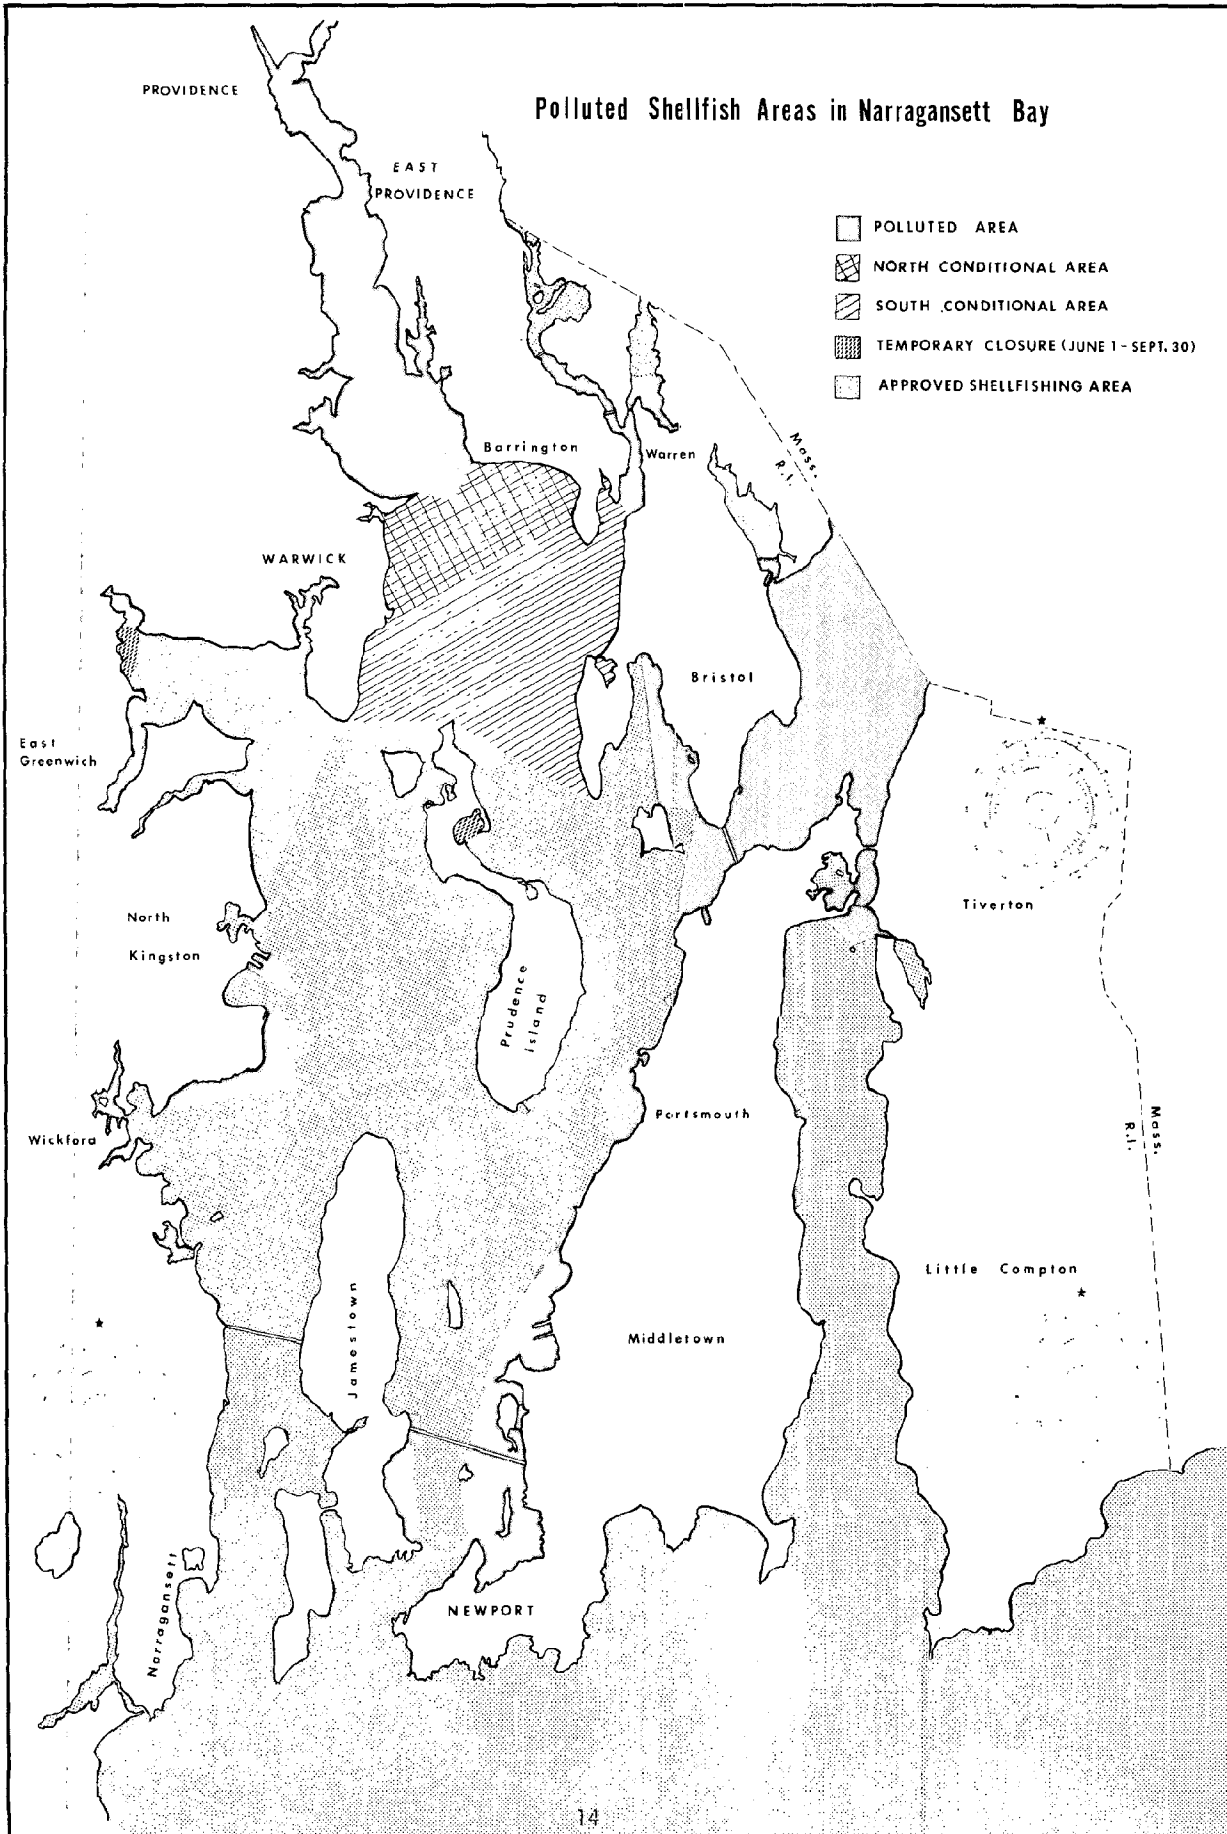 Polluted Shellfish Areas in Narragansett Bay
PROVIDENCE
EAST
PROVIDENCE
POLLUTED AREA
NORTH CONDITIONAL AREA
SOUTH CONDITIONAL AREA
TEMPORARY CLOSURE (JUNE 1 - SEPT. 30)
APPROVED SHELLFISHING AREA
Barrington
Warren
Mass.
R.I.
WARWICK
Bristol
East
Greenwich
Tiverton
North
Kingston
Prudence
Island
Portsmouth
Mass.
R.I.
Wickford
Little Compton
Jamestown
Middletown
Narragansett
NEWPORT
14